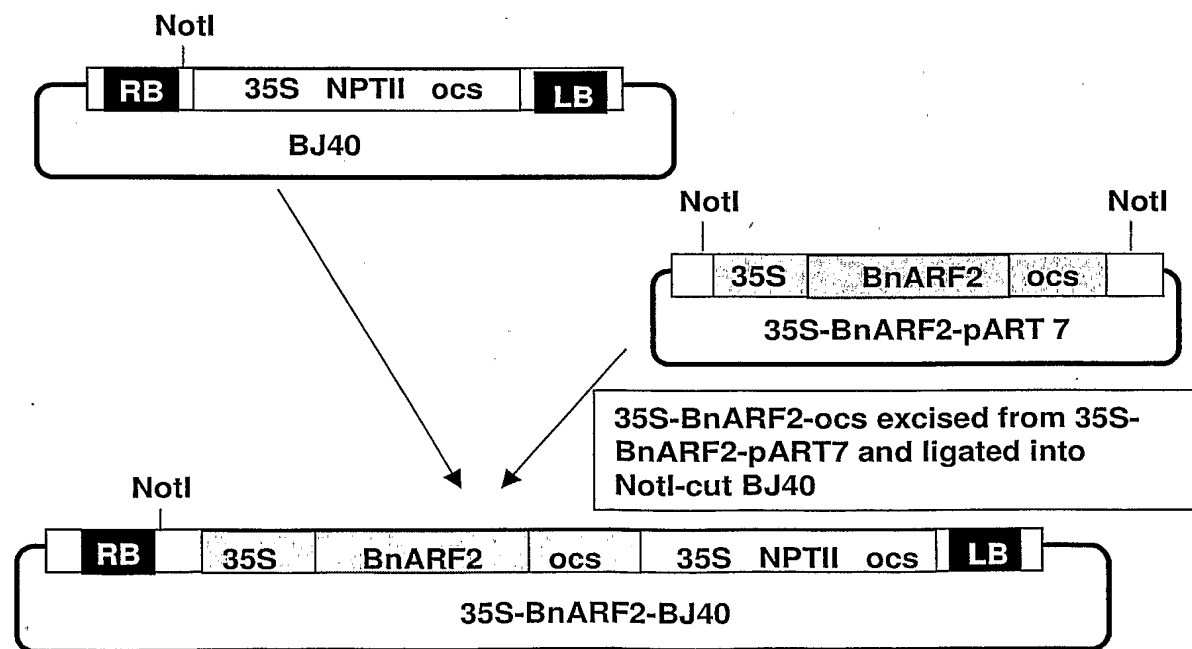 NotI
RB 35S NPTII ocs LB
BJ40
NotI NotI
35S BnARF2 ocs
35S-BnARF2-pART 7
35S-BnARF2-ocs excised from 35S-
BnARF2-pART7 and ligated into
NotI-cut BJ40
NotI
RB 35S BnARF2 ocs 35S NPTII ocs LB
35S-BnARF2-BJ40